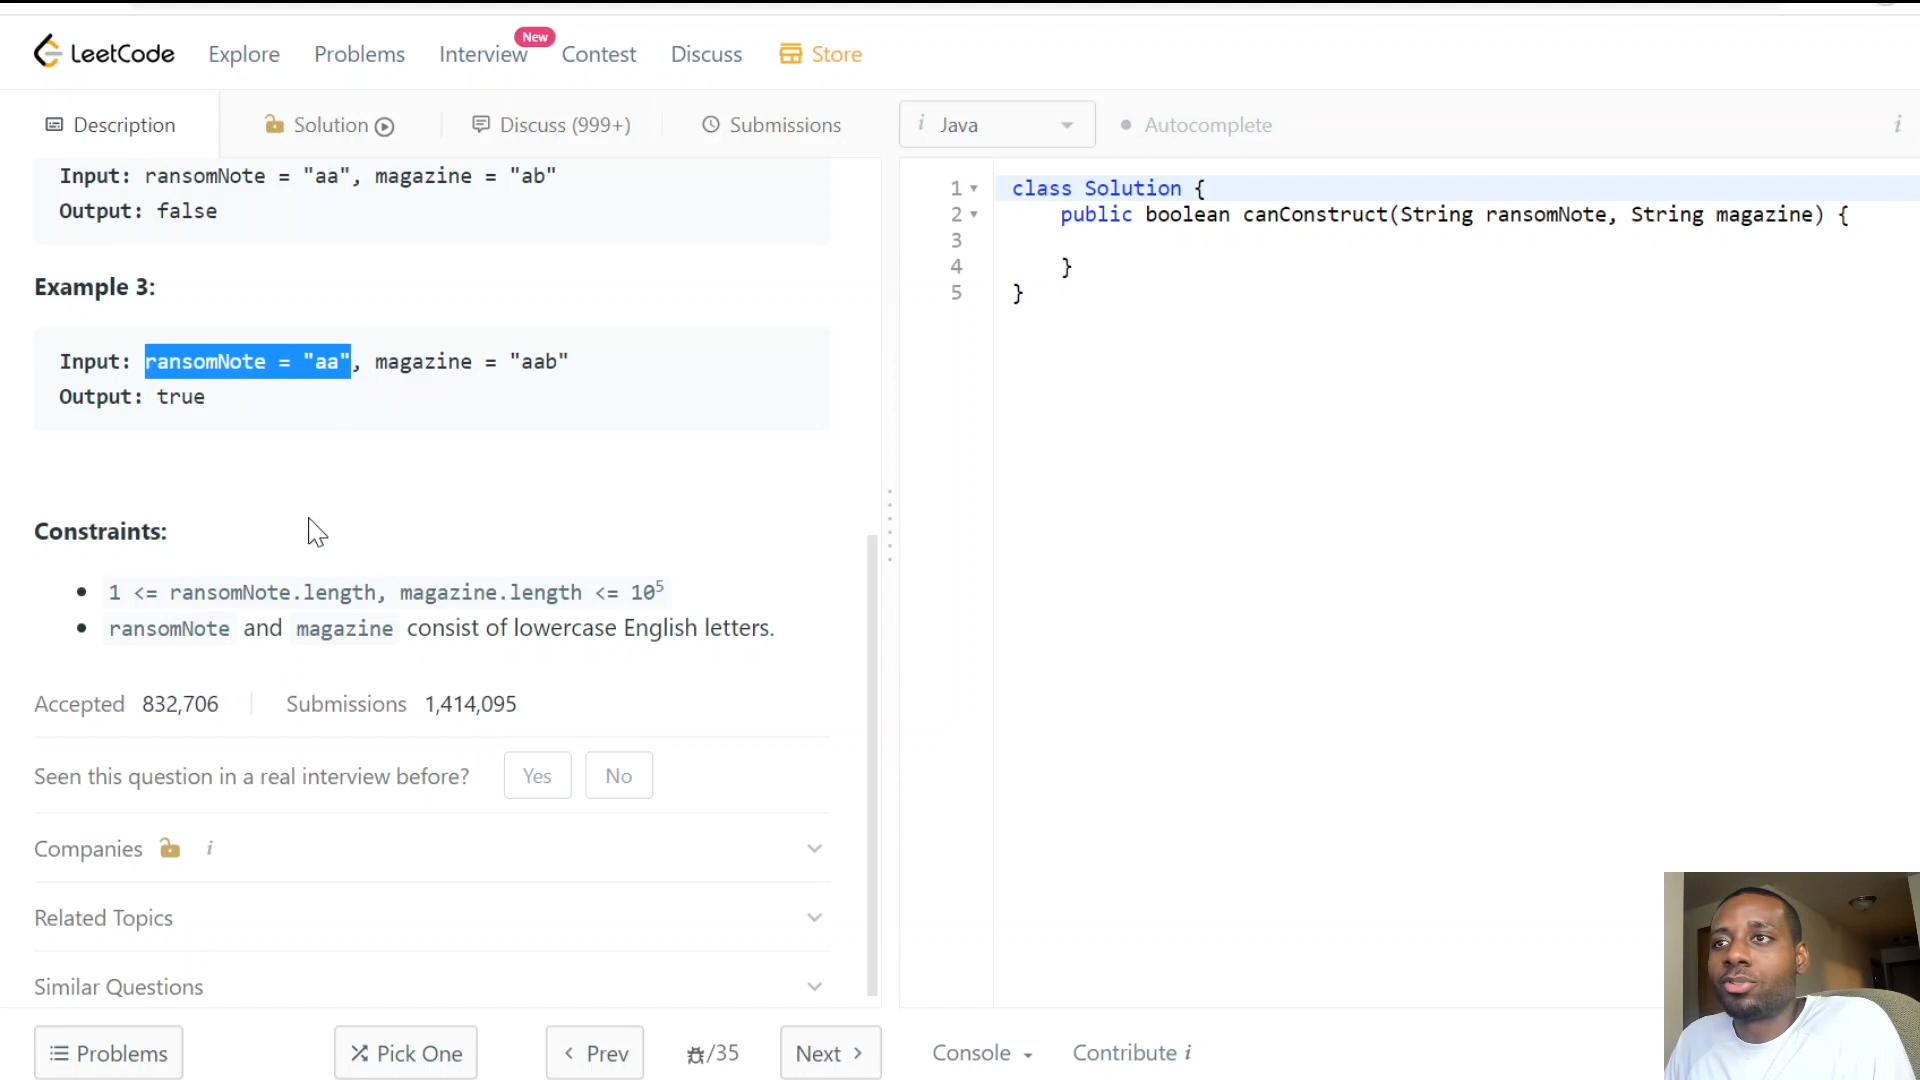 LeetCode Explore Problems Interview New Contest Discuss Store
Description Solution Discuss (999+) Submissions
i Java Autocomplete i
Input: ransomNote = "aa", magazine = "ab"
Output: false
Example 3:
Input: ransomNote = "aa", magazine = "aab"
Output: true
Constraints:
1 <= ransomNote.length, magazine.length <= 10⁵
ransomNote and magazine consist of lowercase English letters.
Accepted 832,706 Submissions 1,414,095
Seen this question in a real interview before? Yes No
Companies i
Related Topics
Similar Questions
Problems Pick One Prev /35 Next
1 class Solution {
2 public boolean canConstruct(String ransomNote, String magazine) {
3
4 }
5 }
Console Contribute i